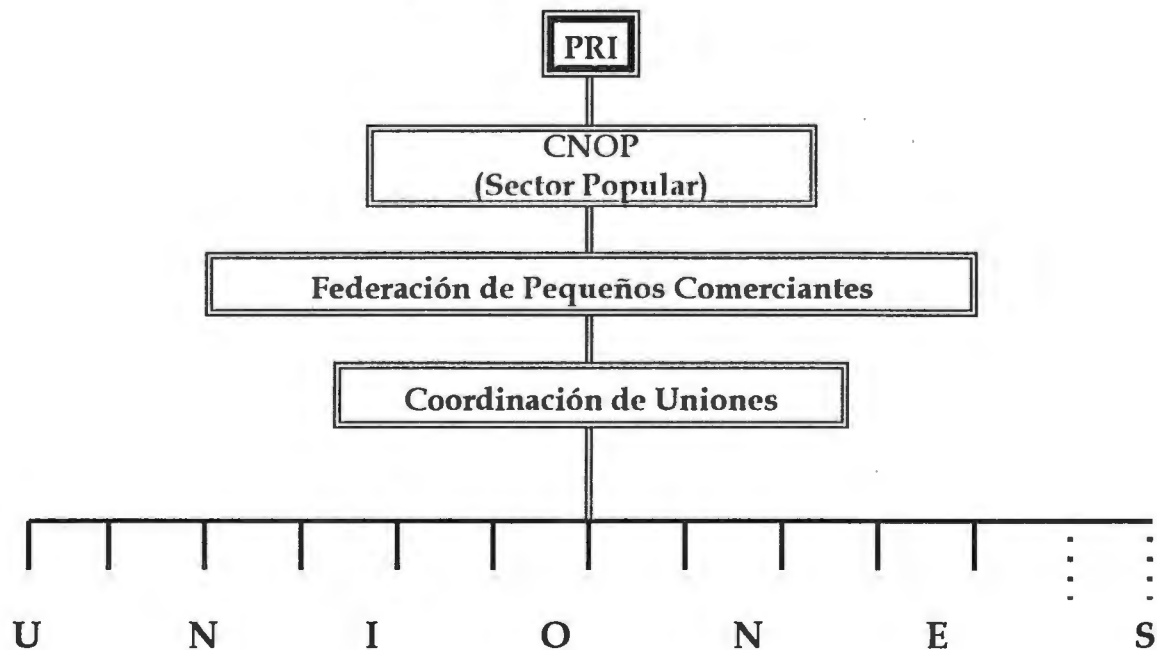 PRI
CNOP
(Sector Popular)
Federación de Pequeños Comerciantes
Coordinación de Uniones
U N I O N E S